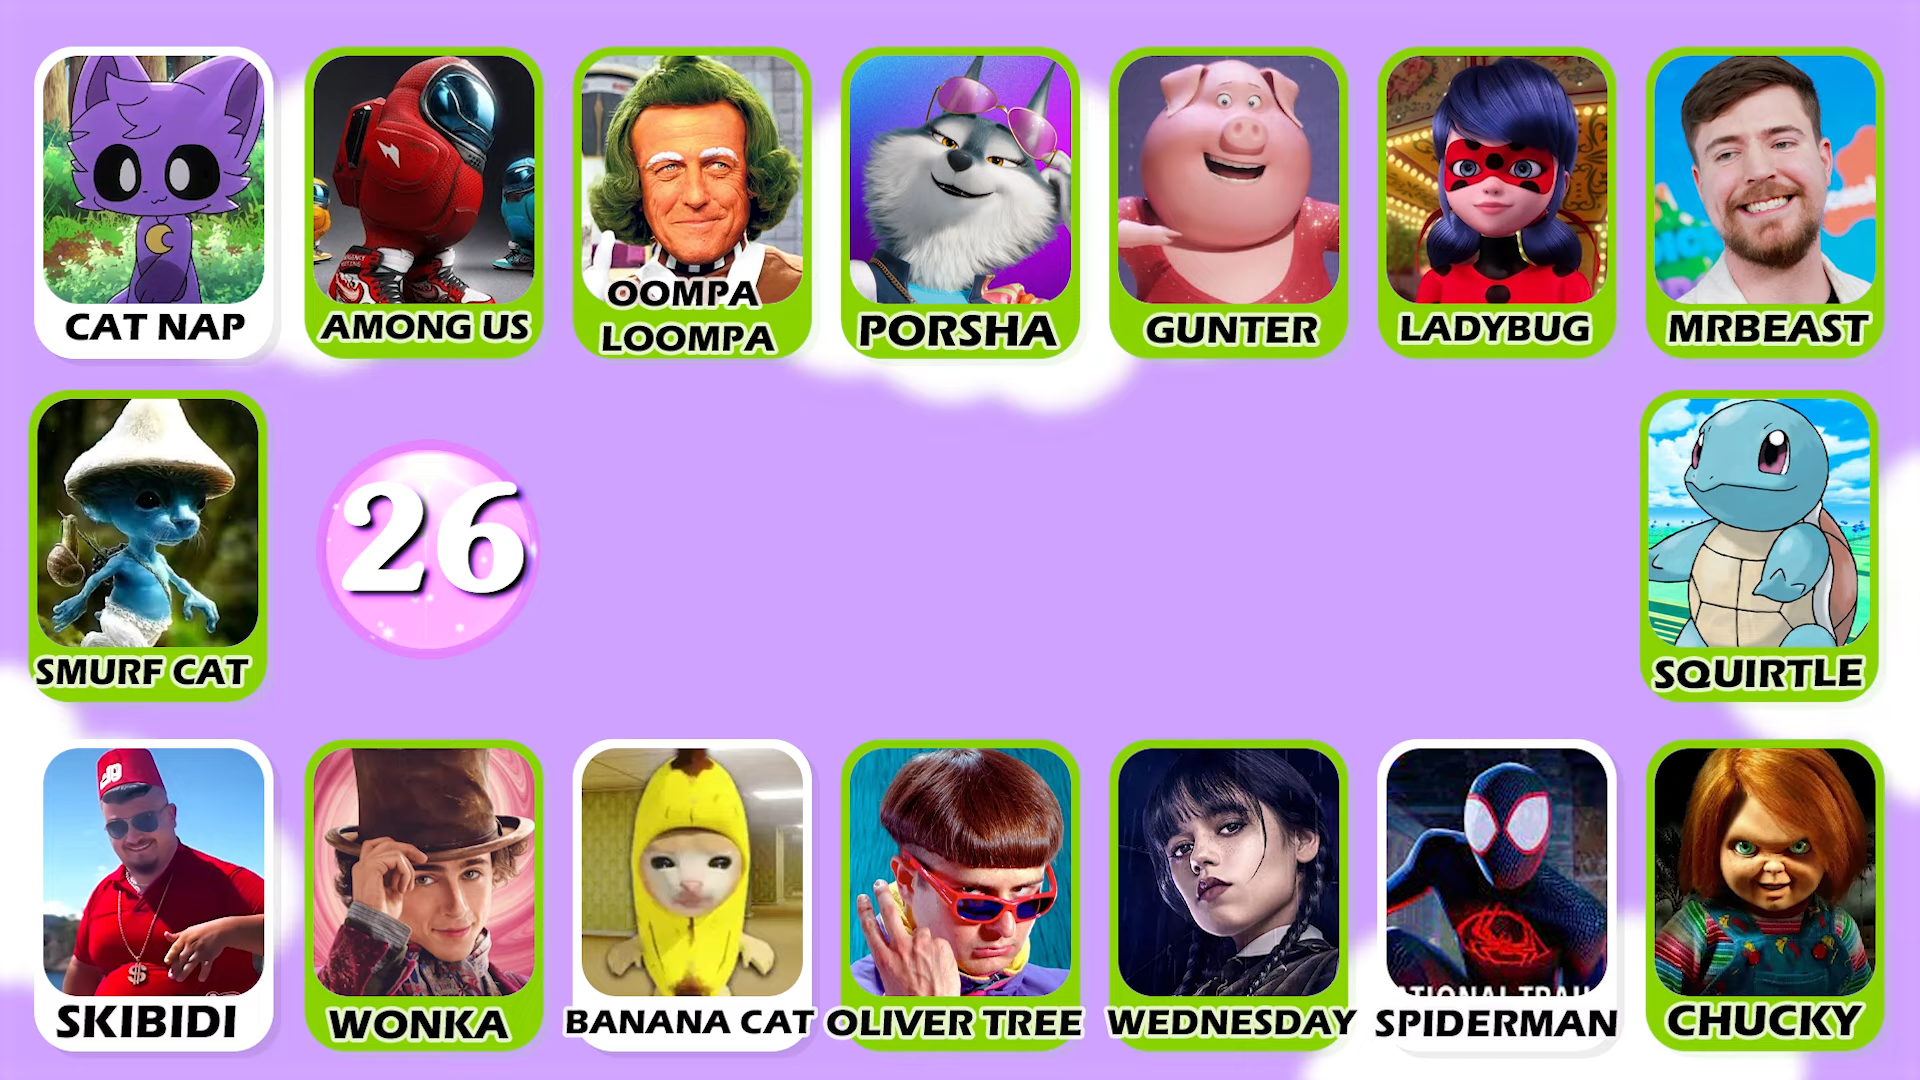 CAT NAP
AMONG US
OOMPA
LOOMPA
PORSHA
GUNTER
LADYBUG
MRBEAST
SMURF CAT
26
SQUIRTLE
SKIBIDI
WONKA
BANANA CAT
OLIVER TREE
WEDNESDAY
SPIDERMAN
CHUCKY